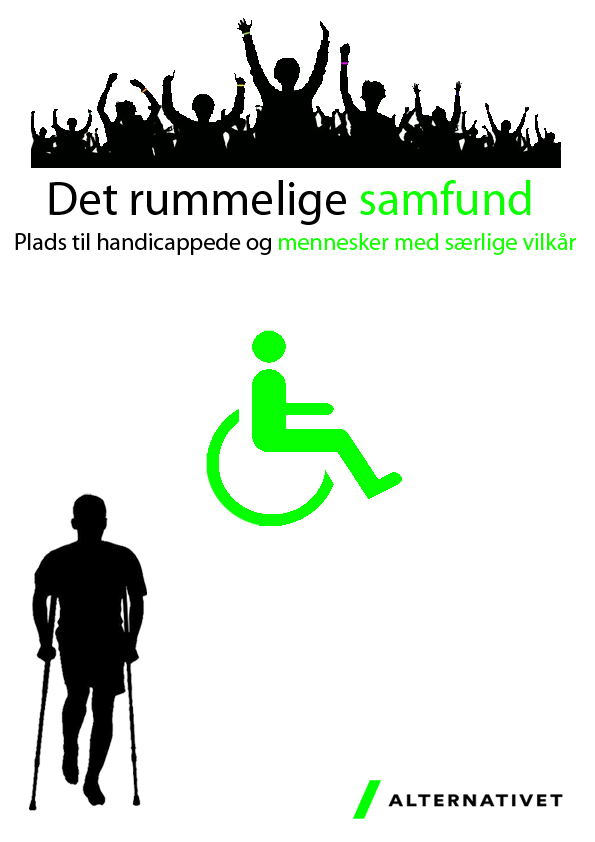 Det rummelige samfund
Plads til handicappede og mennesker med særlige vilkår
ALTERNATIVET